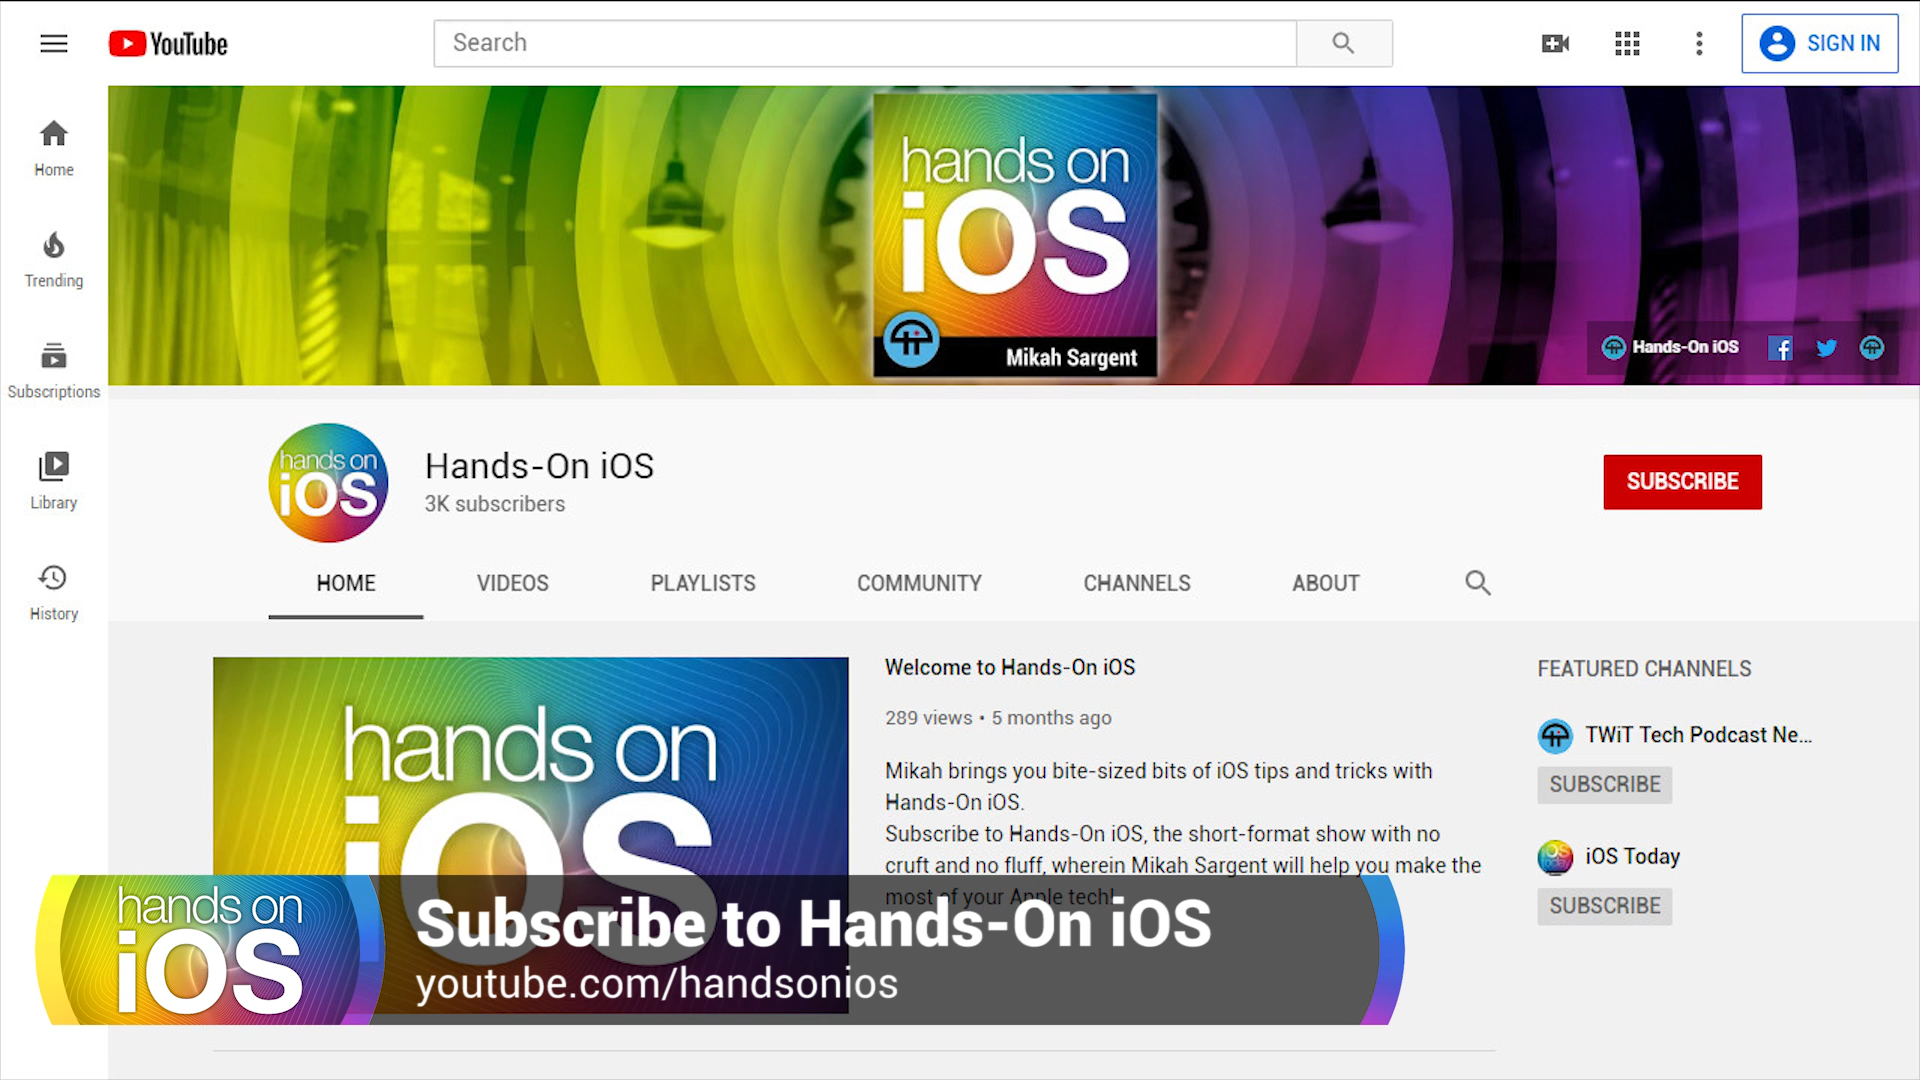 YouTube
Search
SIGN IN
Home
Trending
Subscriptions
Library
History
hands on
iOS
Mikah Sargent
Hands-On iOS
hands on
iOS
Hands-On iOS
3K subscribers
SUBSCRIBE
HOME
VIDEOS
PLAYLISTS
COMMUNITY
CHANNELS
ABOUT
hands on
iOS
Welcome to Hands-On iOS
289 views • 5 months ago
Mikah brings you bite-sized bits of iOS tips and tricks with
Hands-On iOS.
Subscribe to Hands-On iOS, the short-format show with no
cruft and no fluff, wherein Mikah Sargent will help you make the
most of your Apple tech!
FEATURED CHANNELS
TWiT Tech Podcast Ne...
SUBSCRIBE
iOS Today
SUBSCRIBE
hands on
iOS
Subscribe to Hands-On iOS
youtube.com/handsonios